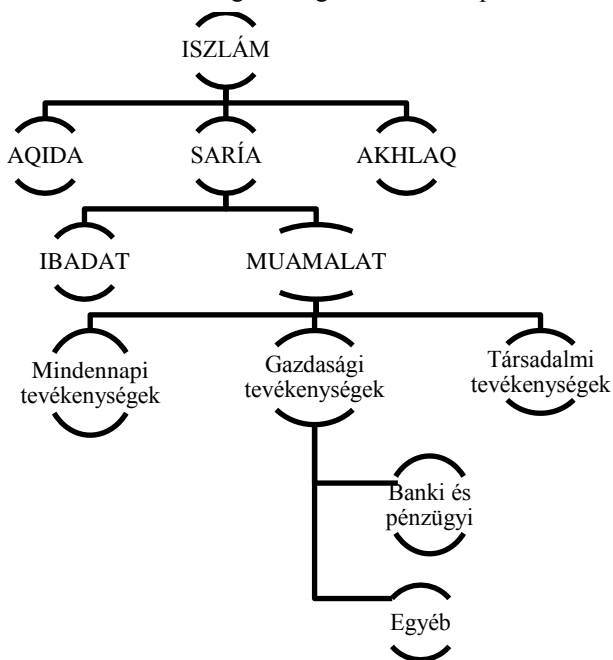 ISZLÁM
AQIDA
SARÍA
AKHLAQ
IBADAT
MUAMALAT
Mindennapi
tevékenységek
Gazdasági
tevékenységek
Társadalmi
tevékenységek
Banki és
pénzügyi
Egyéb